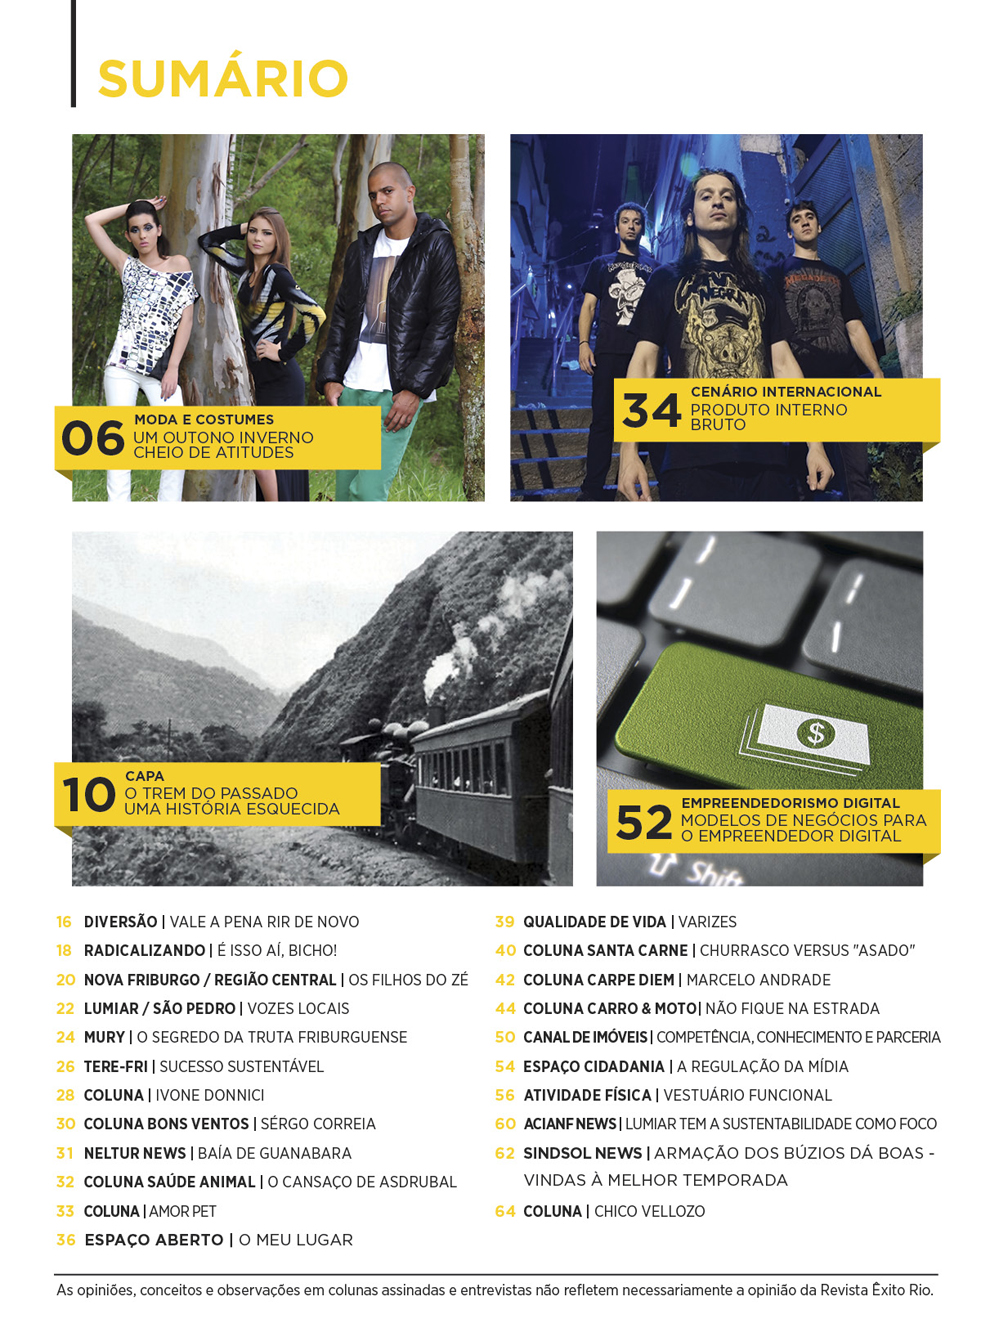 SUMÁRIO
06
MODA E COSTUMES
UM OUTONO INVERNO
CHEIO DE ATITUDES
34
CENÁRIO INTERNACIONAL
PRODUTO INTERNO
BRUTO
MEGADETH
10
CAPA
O TREM DO PASSADO
UMA HISTÓRIA ESQUECIDA
$
52
EMPREENDEDORISMO DIGITAL
MODELOS DE NEGÓCIOS PARA
O EMPREENDEDOR DIGITAL
Shift
16 DIVERSÃO | VALE A PENA RIR DE NOVO
18 RADICALIZANDO | É ISSO AÍ, BICHO!
20 NOVA FRIBURGO / REGIÃO CENTRAL | OS FILHOS DO ZÉ
22 LUMIAR / SÃO PEDRO | VOZES LOCAIS
24 MURY | O SEGREDO DA TRUTA FRIBURGUENSE
26 TERE-FRI | SUCESSO SUSTENTÁVEL
28 COLUNA | IVONE DONNICI
30 COLUNA BONS VENTOS | SÉRGO CORREIA
31 NELTUR NEWS | BAÍA DE GUANABARA
32 COLUNA SAÚDE ANIMAL | O CANSAÇO DE ASDRUBAL
33 COLUNA | AMOR PET
36 ESPAÇO ABERTO | O MEU LUGAR
39 QUALIDADE DE VIDA | VARIZES
40 COLUNA SANTA CARNE | CHURRASCO VERSUS "ASADO"
42 COLUNA CARPE DIEM | MARCELO ANDRADE
44 COLUNA CARRO & MOTO| NÃO FIQUE NA ESTRADA
50 CANAL DE IMÓVEIS | COMPETÊNCIA, CONHECIMENTO E PARCERIA
54 ESPAÇO CIDADANIA | A REGULAÇÃO DA MÍDIA
56 ATIVIDADE FÍSICA | VESTUÁRIO FUNCIONAL
60 ACIANF NEWS | LUMIAR TEM A SUSTENTABILIDADE COMO FOCO
62 SINDSOL NEWS | ARMAÇÃO DOS BÚZIOS DÁ BOAS -
VINDAS À MELHOR TEMPORADA
64 COLUNA | CHICO VELLOZO
As opiniões, conceitos e observações em colunas assinadas e entrevistas não refletem necessariamente a opinião da Revista Êxito Rio.